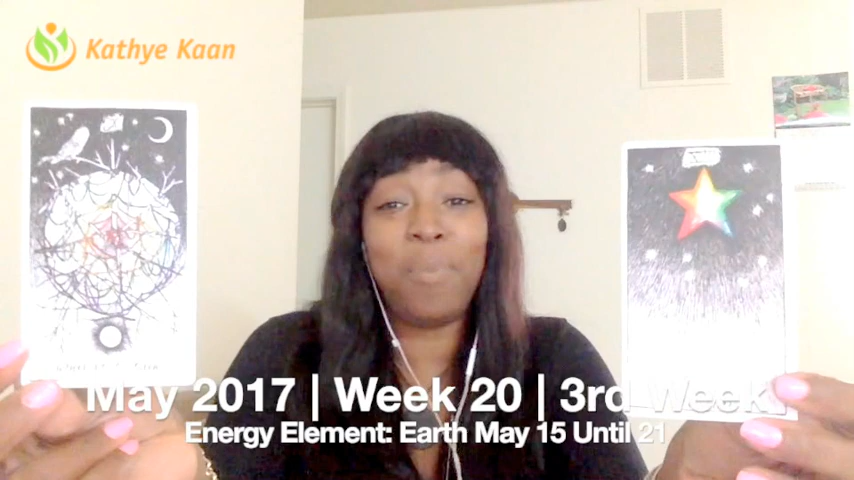 Kathye Kaan
May 2017 | Week 20 | 3rd Week
Energy Element: Earth May 15 Until 21